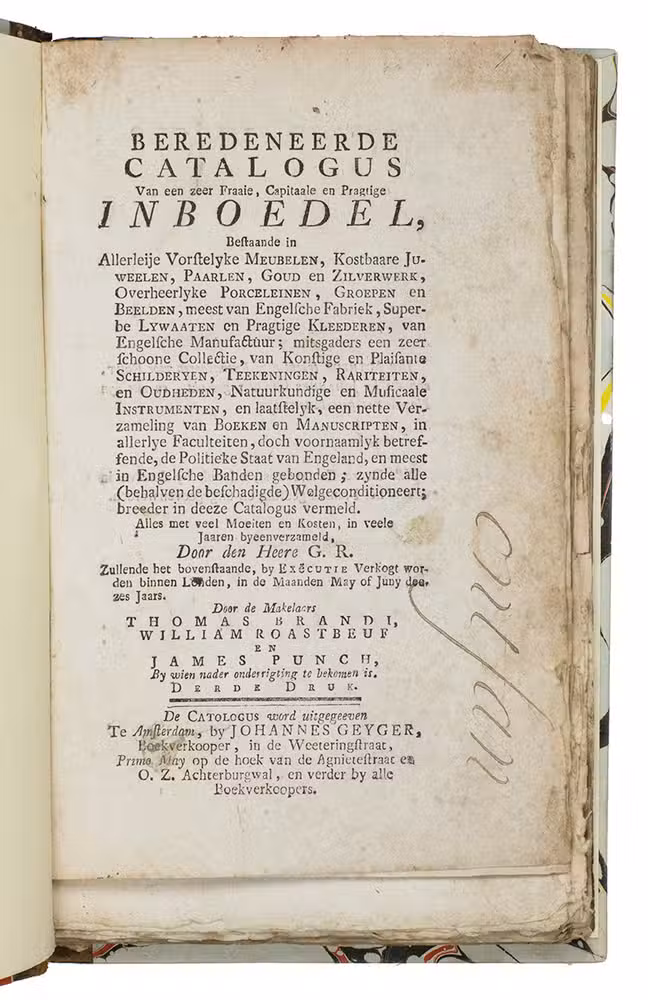 BEREDENEERDE
CATALOGUS
Van een zeer Fraaie, Capitaale en Pragtige
INBOEDEL,
Beſtaande in
Allerleije Vorſtelyke MEUBELEN, Kostbaare JU-
WEELEN, PAARLEN, GOUD en ZILVERWERK,
Overheerlyke PORCELEINEN, GROEPEN en
BEELDEN, meest van Engelſche Fabriek, Super-
be LYWAATEN en Pragtige KLEEDEREN, van
Engelſche Manufactuur; mitsgaders een zeer
ſchoone Collectie, van Konſtige en Plaiſante
SCHILDERYEN, TEEKENINGEN, RARITEITEN,
en OUDHEDEN, Natuurkundige en Muſicaale
INSTRUMENTEN, en laatſtelyk, een nette Ver-
zameling van BOEKEN en MANUSCRIPTEN, in
allerlye Faculteiten, doch voornaamlyk betref-
fende, de Politieke Staat van Engeland, en meest
in Engelſche Banden gebonden; zynde alle
(behalven de beſchadigde) Welgeconditioneert;
breeder in deeze Catalogus vermeld.
Alles met veel Moeiten en Kosten, in veele
Jaaren byeenverzameld,
Door den Heere G. R.
Zullende het bovenſtaande, by EXËCUTIE Verkogt wor-
den binnen Londen, in de Maanden May of Juny dee-
zes Jaars.
Door de Makelaars
THOMAS BRANDI,
WILLIAM ROASTBEUF
EN
JAMES PUNCH,
By wien nader onderrigting te bekomen is.
DERDE DRUK.
De CATOLOGUS word uitgegeeven
Te Amſterdam, by JOHANNES GEYGER,
Boekverkooper, in de Weeteringſtraat,
Primo May op de hoek van de Agnieteſtraat en
O. Z. Achterburgwal, en verder by alle
Boekverkoopers.